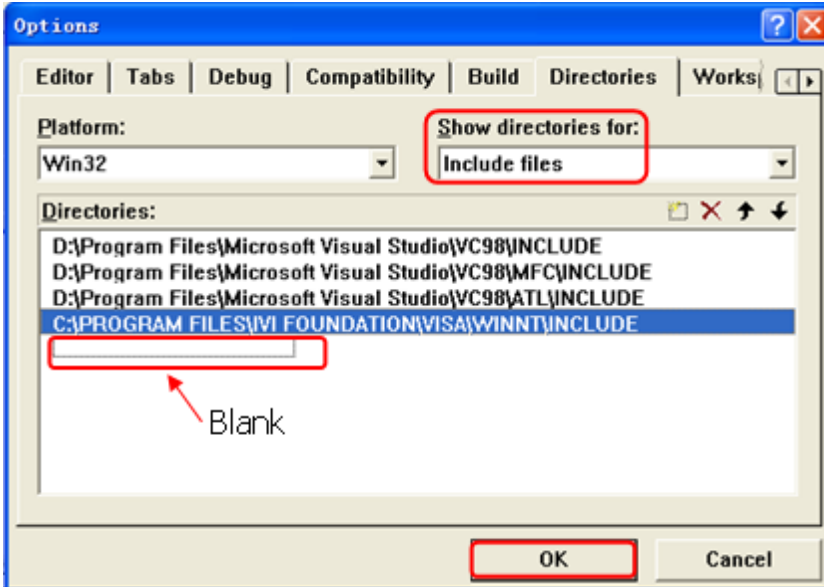 Options
Editor Tabs Debug Compatibility Build Directories Works
Platform: Show directories for:
Win32 Include files
Directories:
D:\Program Files\Microsoft Visual Studio\VC98\INCLUDE
D:\Program Files\Microsoft Visual Studio\VC98\MFC\INCLUDE
D:\Program Files\Microsoft Visual Studio\VC98\ATL\INCLUDE
C:\PROGRAM FILES\IVI FOUNDATION\VISA\WINNT\INCLUDE
Blank
OK Cancel